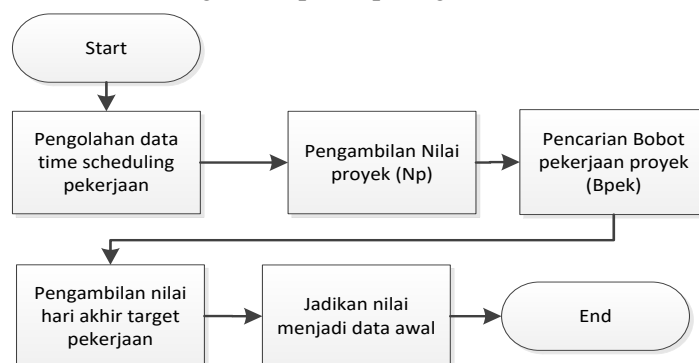 Start
Pengolahan data
time scheduling
pekerjaan
Pengambilan Nilai
proyek (Np)
Pencarian Bobot
pekerjaan proyek
(Bpek)
Pengambilan nilai
hari akhir target
pekerjaan
Jadikan nilai
menjadi data awal
End